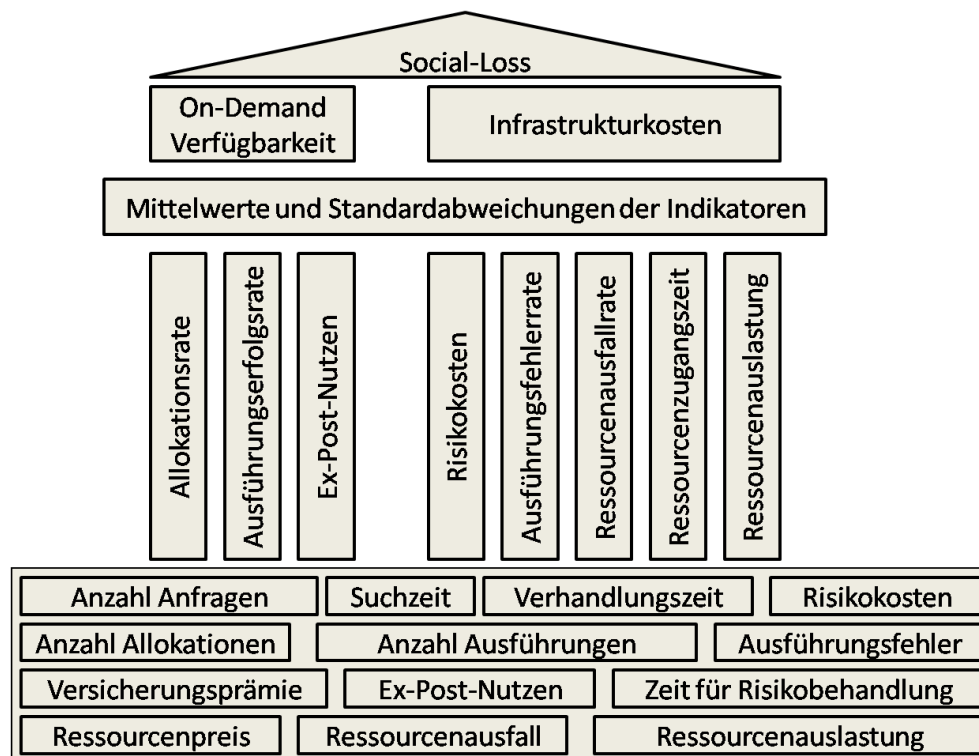 Social-Loss
On-Demand
Verfügbarkeit
Infrastrukturkosten
Mittelwerte und Standardabweichungen der Indikatoren
Allokationsrate
Ausführungserfolgsrate
Ex-Post-Nutzen
Risikokosten
Ausführungsfehlerrate
Ressourcenausfallrate
Ressourcenzugangszeit
Ressourcenauslastung
Anzahl Anfragen
Suchzeit
Verhandlungszeit
Risikokosten
Anzahl Allokationen
Anzahl Ausführungen
Ausführungsfehler
Versicherungsprämie
Ex-Post-Nutzen
Zeit für Risikobehandlung
Ressourcenpreis
Ressourcenausfall
Ressourcenauslastung